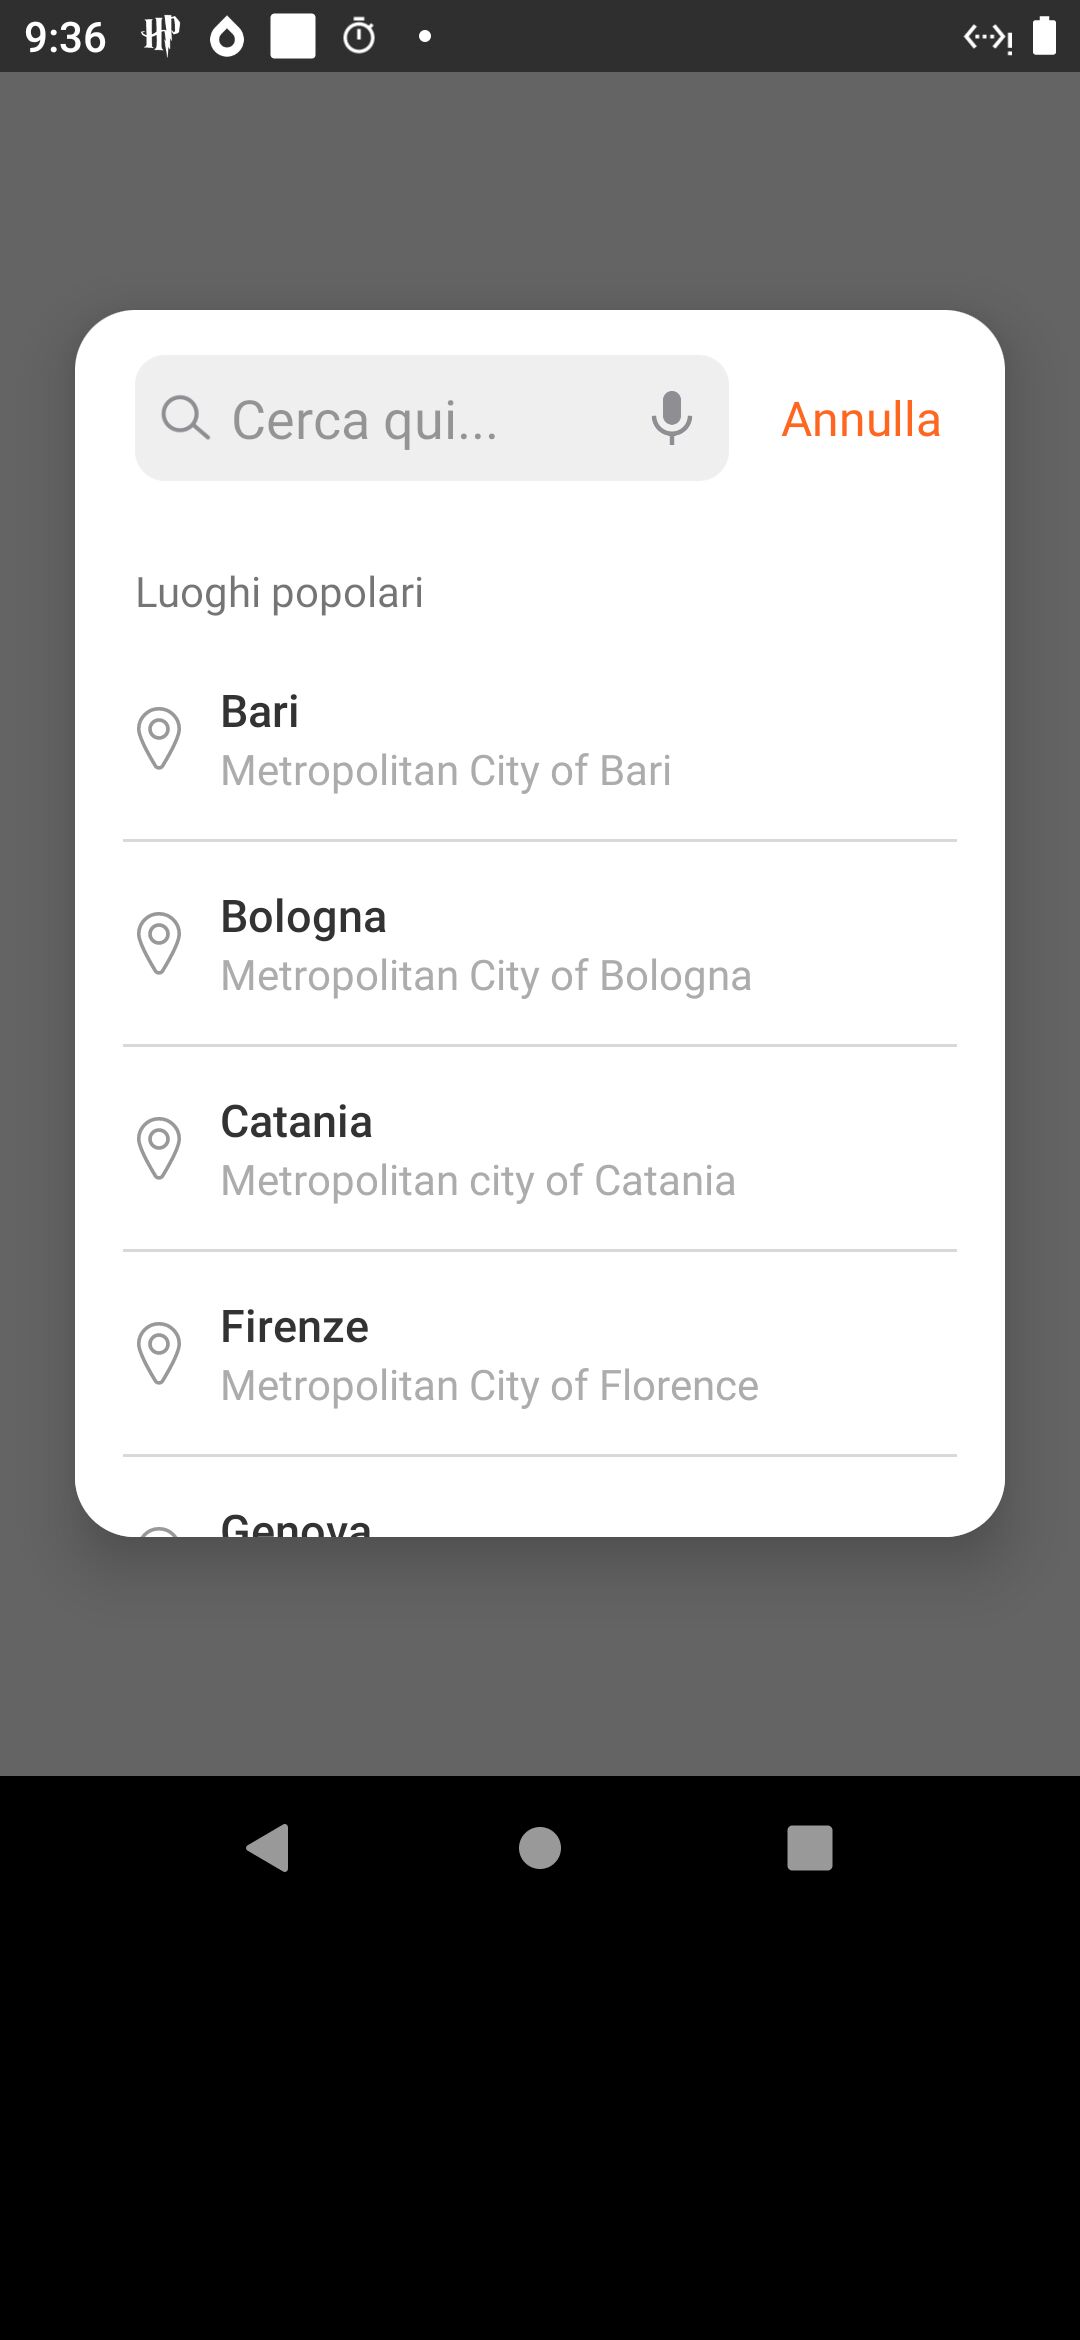 9:36
Cerca qui...
Annulla
Luoghi popolari
Bari
Metropolitan City of Bari
Bologna
Metropolitan City of Bologna
Catania
Metropolitan city of Catania
Firenze
Metropolitan City of Florence
Genova